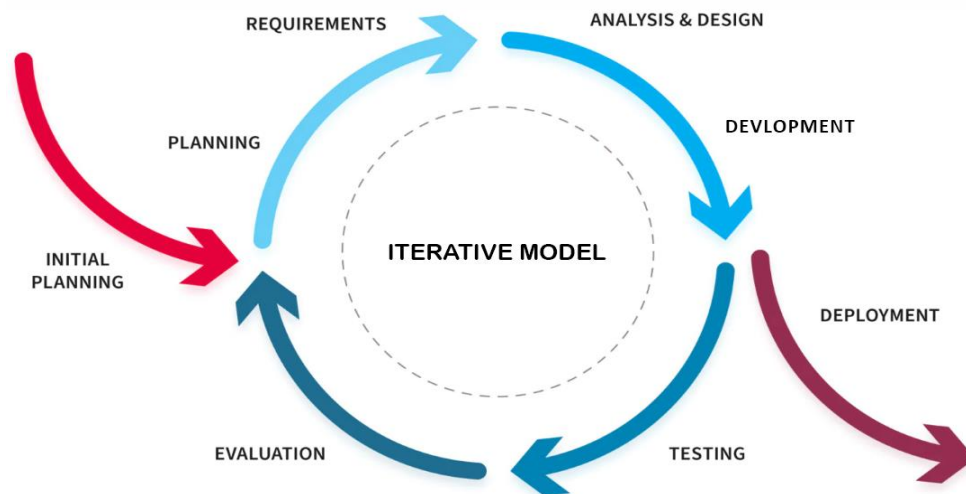 REQUIREMENTS
ANALYSIS & DESIGN
PLANNING
DEVLOPMENT
ITERATIVE MODEL
INITIAL
PLANNING
DEPLOYMENT
EVALUATION
TESTING